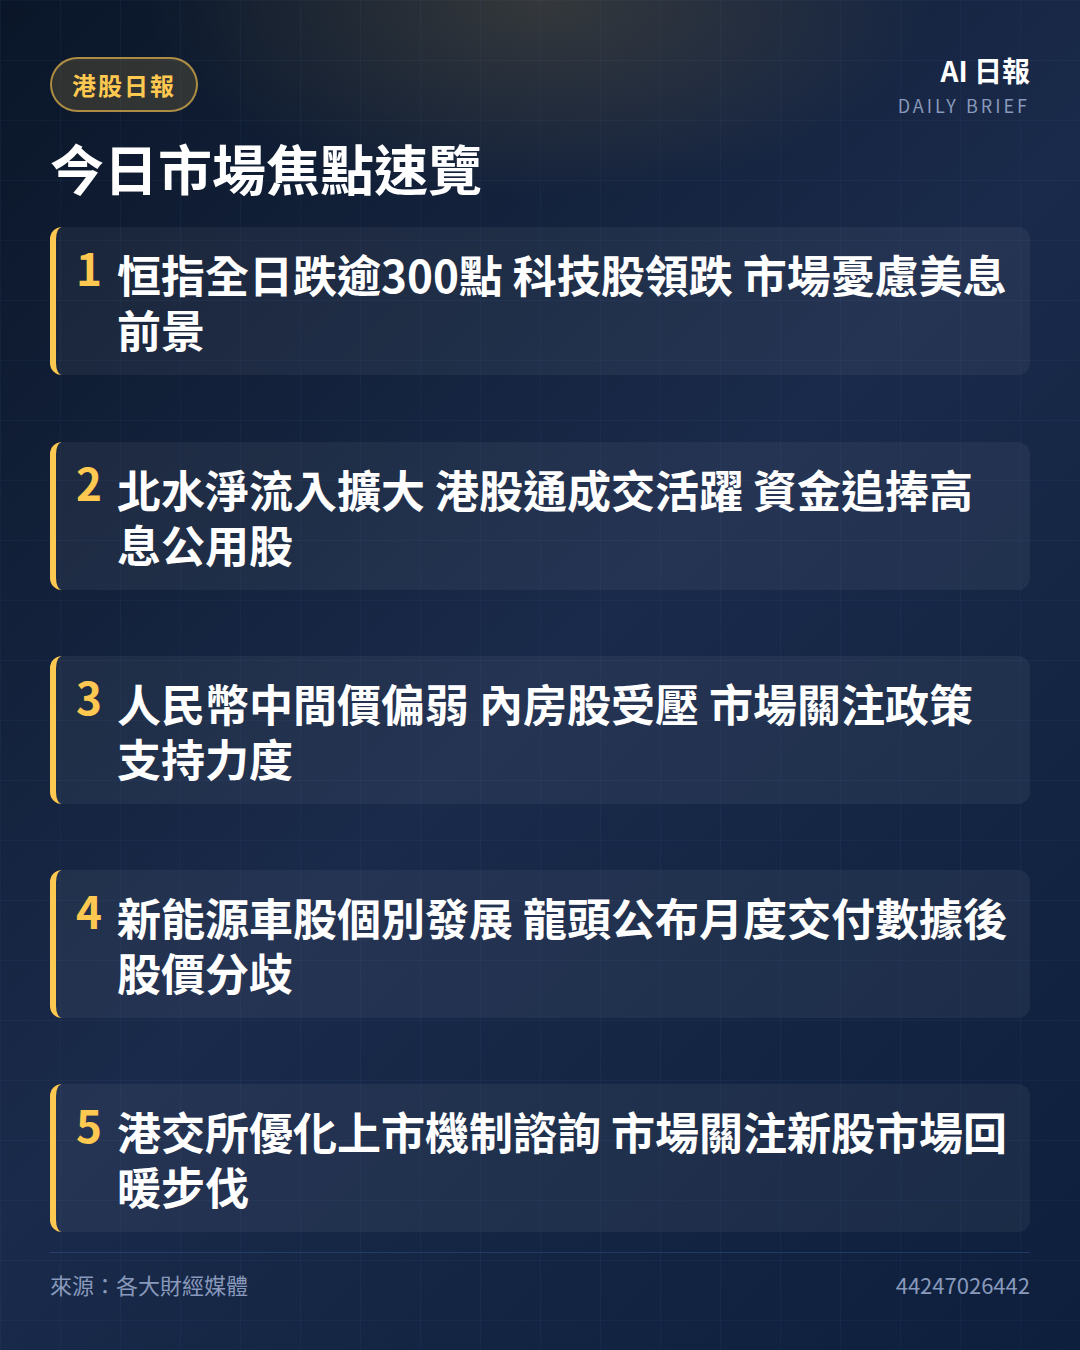 港股日報
AI 日報
DAILY BRIEF
今日市場焦點速覽
1 恒指全日跌逾300點 科技股領跌 市場憂慮美息
前景
2 北水淨流入擴大 港股通成交活躍 資金追捧高
息公用股
3 人民幣中間價偏弱 內房股受壓 市場關注政策
支持力度
4 新能源車股個別發展 龍頭公布月度交付數據後
股價分歧
5 港交所優化上市機制諮詢 市場關注新股市場回
暖步伐
來源：各大財經媒體
44247026442